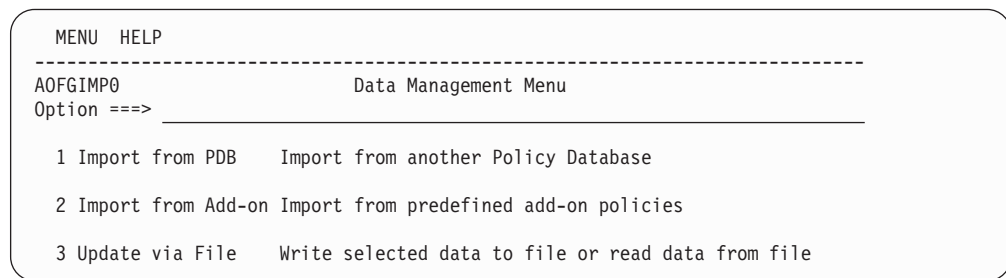 MENU HELP
--------------------------------------------------------------------------------
AOFGIMP0 Data Management Menu
Option ===> ____________________________________________________________
1 Import from PDB Import from another Policy Database
2 Import from Add-on Import from predefined add-on policies
3 Update via File Write selected data to file or read data from file